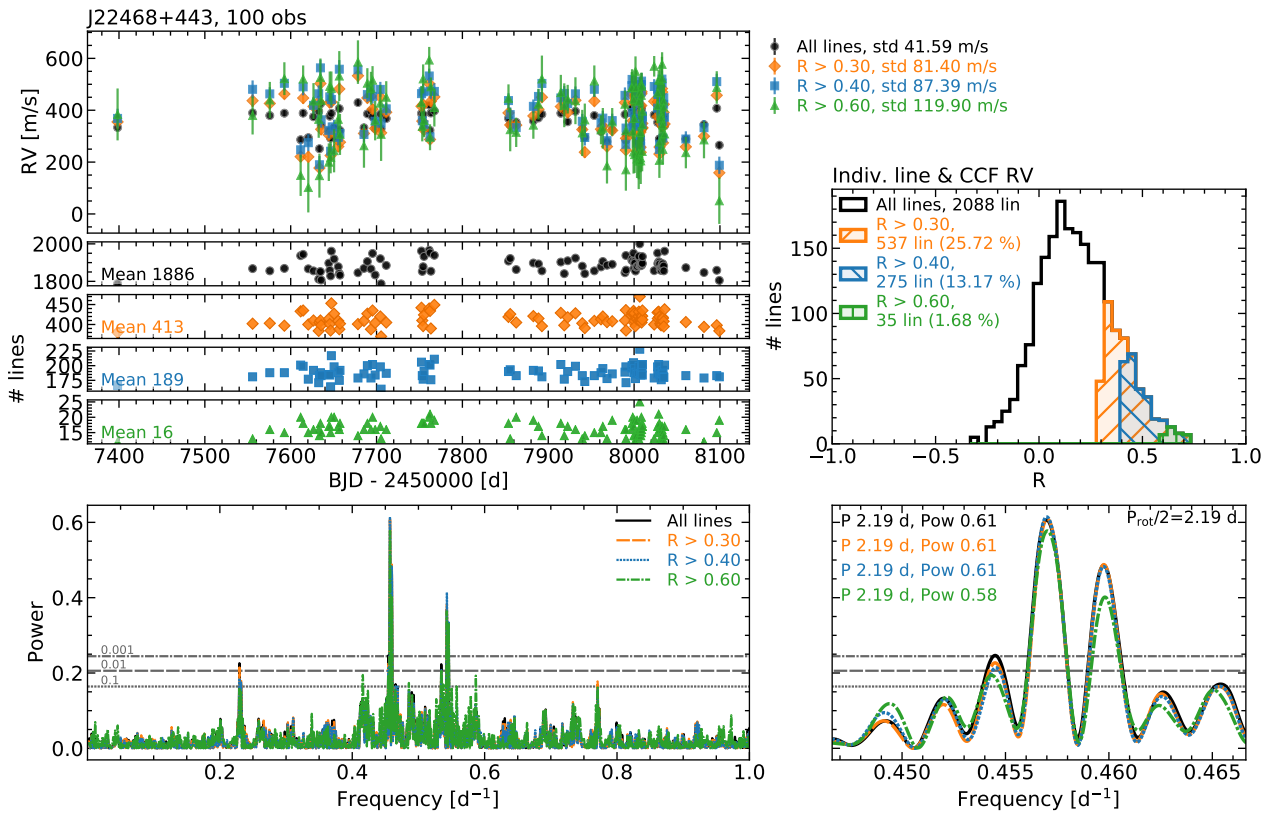 J22468+443, 100 obs
600
400
200
0
RV [m/s]
All lines, std 41.59 m/s
R > 0.30, std 81.40 m/s
R > 0.40, std 87.39 m/s
R > 0.60, std 119.90 m/s
2000
1800
Mean 1886
450
400
Mean 413
225
200
175
Mean 189
25
20
15
Mean 16
# lines
7400 7500 7600 7700 7800 7900 8000 8100
BJD - 2450000 [d]
Indiv. line & CCF RV
All lines, 2088 lin
R > 0.30,
537 lin (25.72 %)
R > 0.40,
275 lin (13.17 %)
R > 0.60,
35 lin (1.68 %)
150
100
50
0
# lines
−1.0 −0.5 0.0 0.5 1.0
R
All lines
R > 0.30
R > 0.40
R > 0.60
0.6
0.4
0.2
0.0
Power
0.001
0.01
0.1
0.2 0.4 0.6 0.8 1.0
Frequency [d⁻¹]
P 2.19 d, Pow 0.61
P 2.19 d, Pow 0.61
P 2.19 d, Pow 0.61
P 2.19 d, Pow 0.58
P_rot/2=2.19 d
0.450 0.455 0.460 0.465
Frequency [d⁻¹]